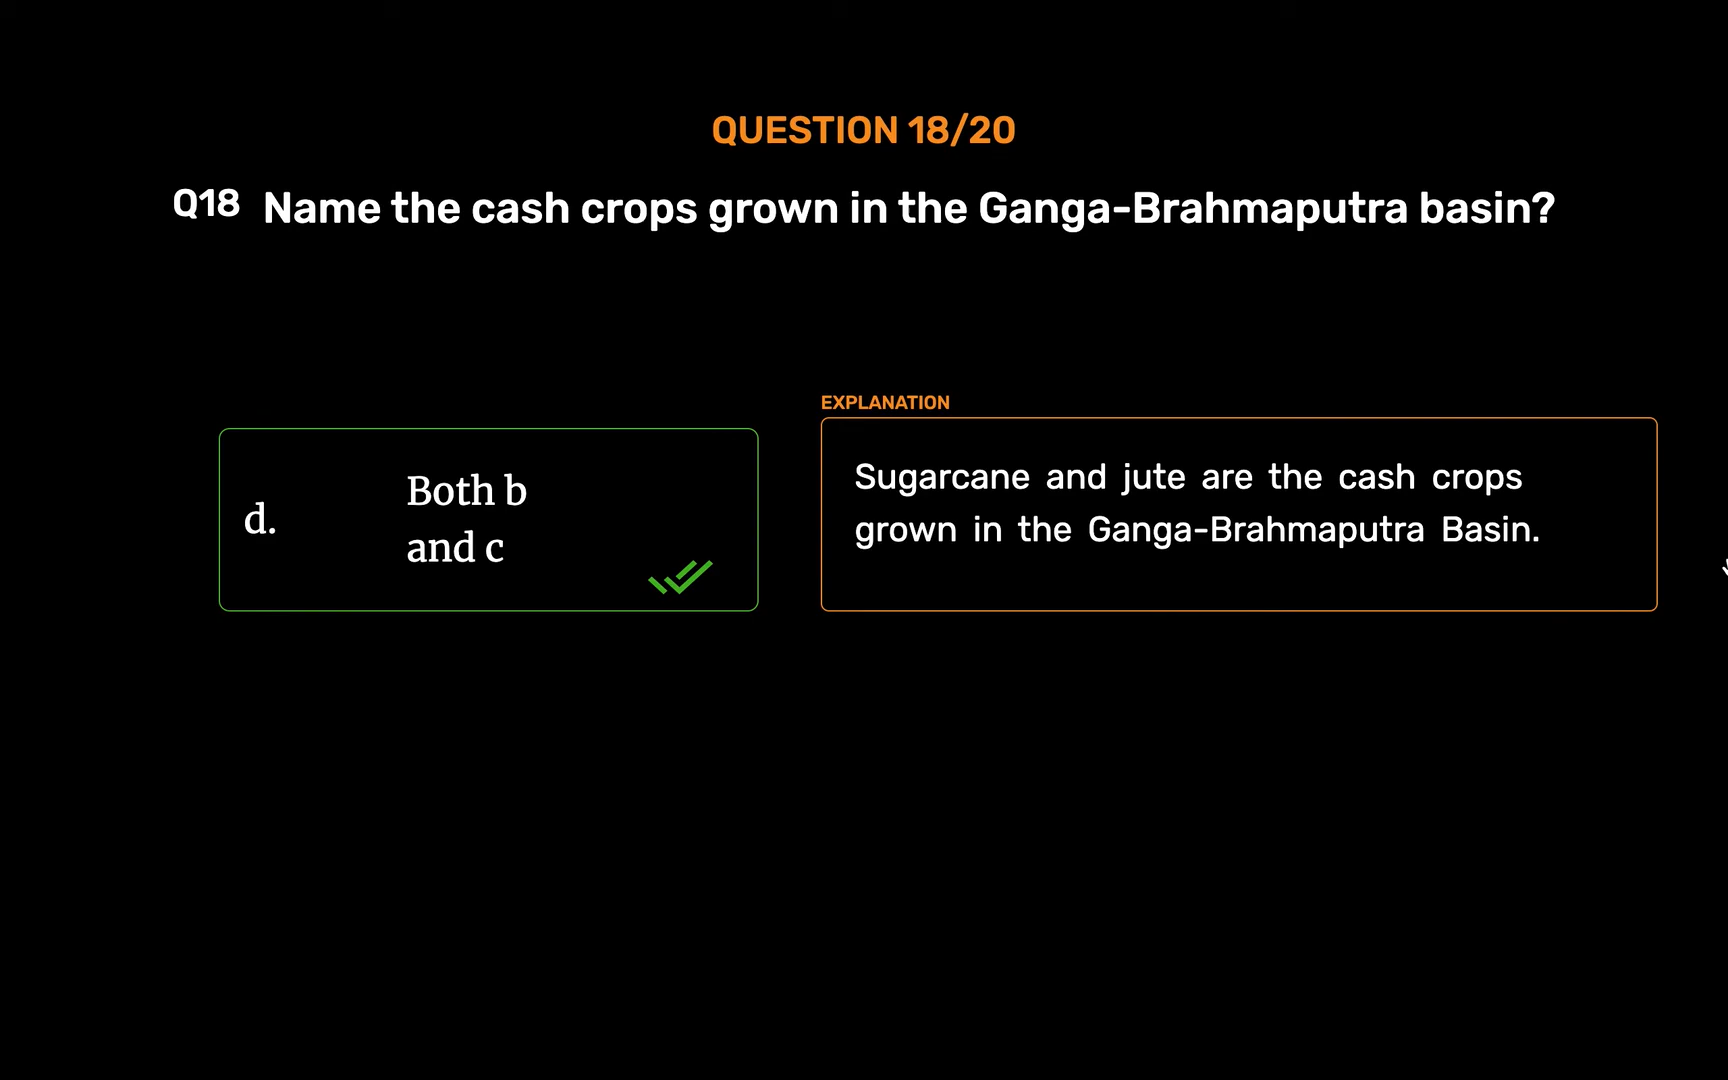 QUESTION 18/20
Q18 Name the cash crops grown in the Ganga-Brahmaputra basin?
d.
Both b
and c
EXPLANATION
Sugarcane and jute are the cash crops
grown in the Ganga-Brahmaputra Basin.